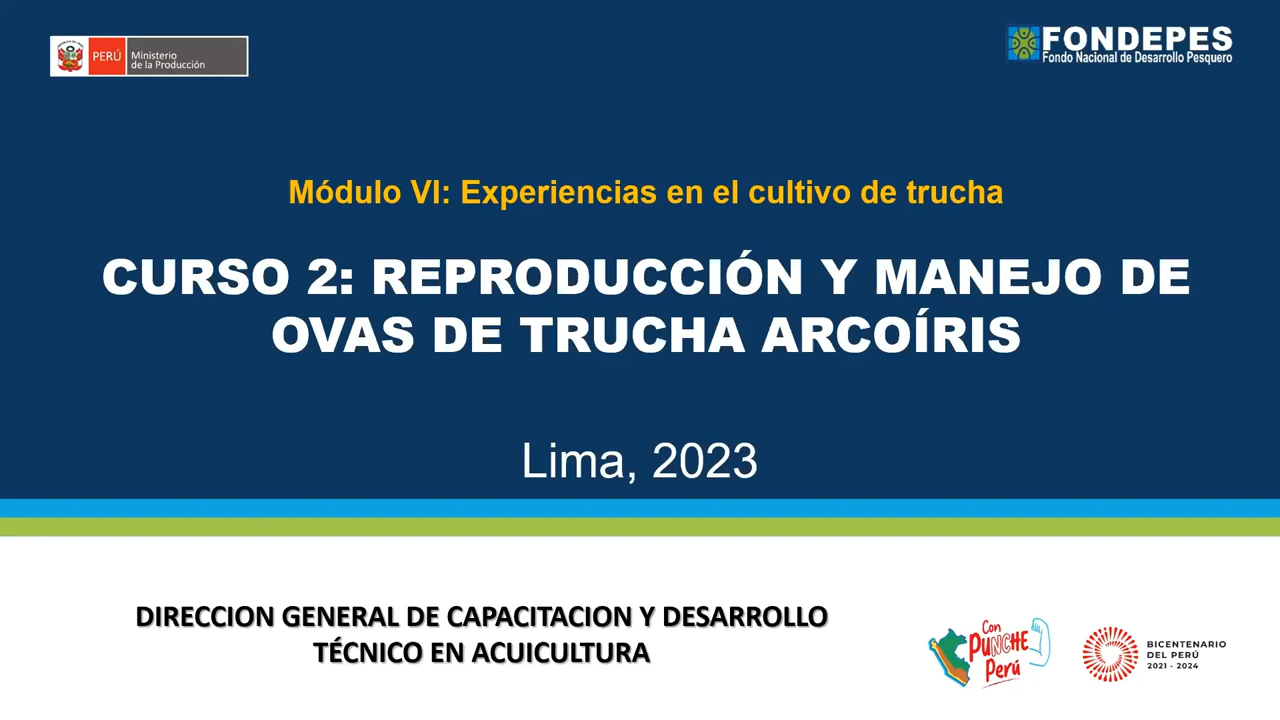 PERÚ
Ministerio
de la Producción
FONDEPES
Fondo Nacional de Desarrollo Pesquero
Módulo VI: Experiencias en el cultivo de trucha
CURSO 2: REPRODUCCIÓN Y MANEJO DE
OVAS DE TRUCHA ARCOÍRIS
Lima, 2023
DIRECCION GENERAL DE CAPACITACION Y DESARROLLO
TÉCNICO EN ACUICULTURA
Con
PUNCHE
Perú
BICENTENARIO
DEL PERÚ
2021 - 2024